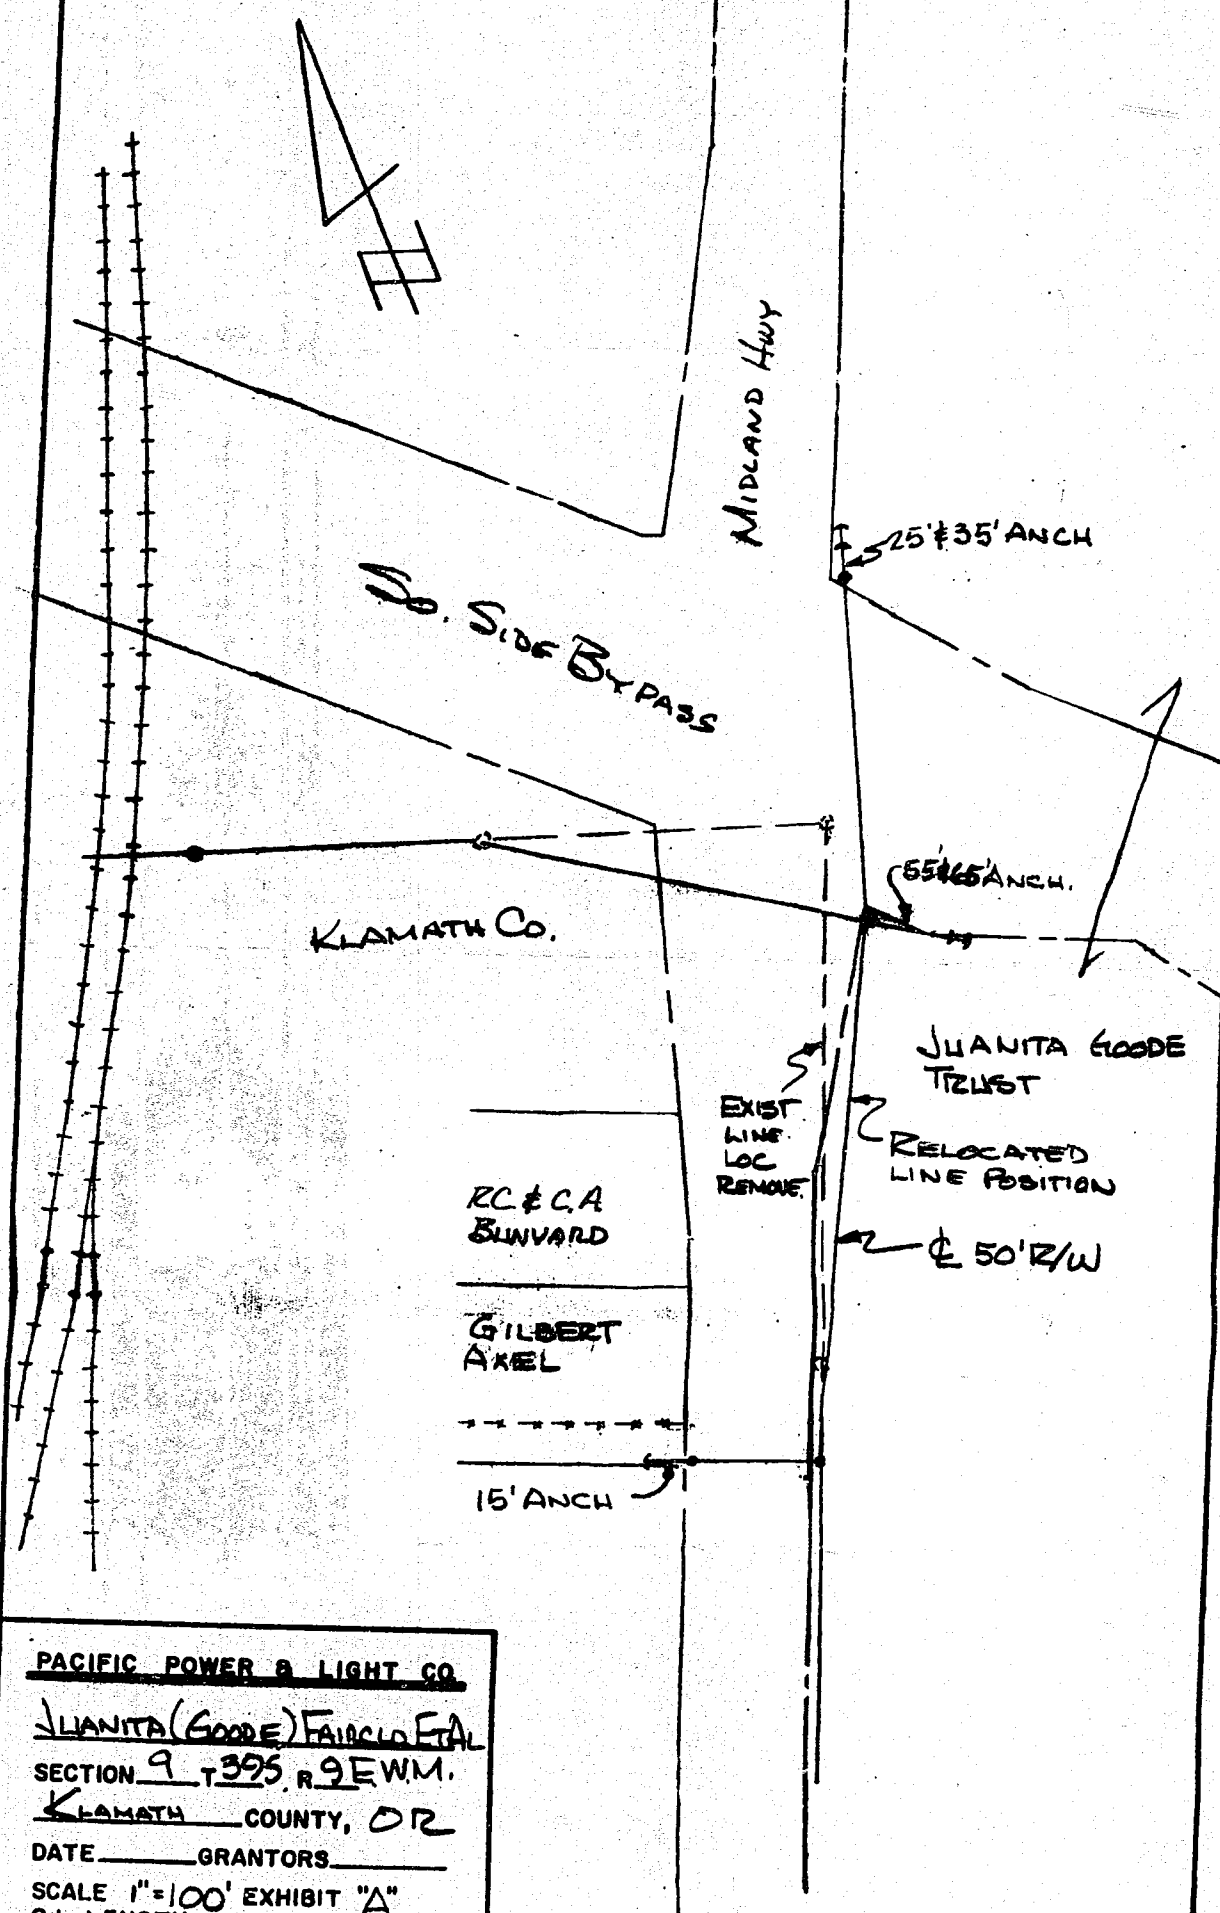 MIDLAND HWY
25' & 35' ANCH
SO. SIDE BYPASS
55' & 65' ANCH.
KLAMATH CO.
JUANITA GOODE
TRUST
EXIST
LINE
LOC
REMOVE.
RELOCATED
LINE POSITION
RC & C.A
BUNVARD
℄ 50' R/W
GILBERT
AXEL
15' ANCH
PACIFIC POWER & LIGHT CO
JUANITA (GOODE) FAIRCLO ET AL
SECTION 9 T 39S. R 9 E W.M.
KLAMATH COUNTY, OR
DATE GRANTORS
SCALE 1"=100' EXHIBIT "A"